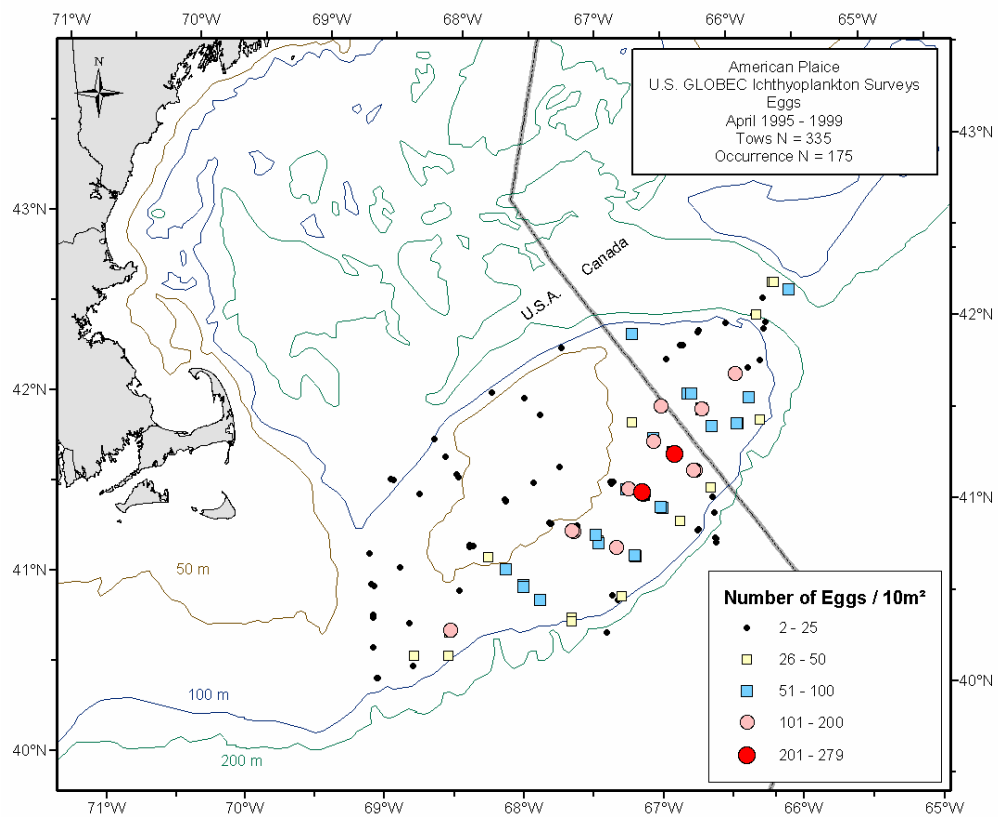 71°W 70°W 69°W 68°W 67°W 66°W 65°W
N
American Plaice
U.S. GLOBEC Ichthyoplankton Surveys
Eggs
April 1995 - 1999
Tows N = 335
Occurrence N = 175
43°N
43°N
Canada
U.S.A.
42°N
42°N
41°N
41°N
50 m
Number of Eggs / 10m²
2 - 25
26 - 50
51 - 100
101 - 200
201 - 279
40°N
100 m
40°N
200 m
71°W 70°W 69°W 68°W 67°W 66°W 65°W